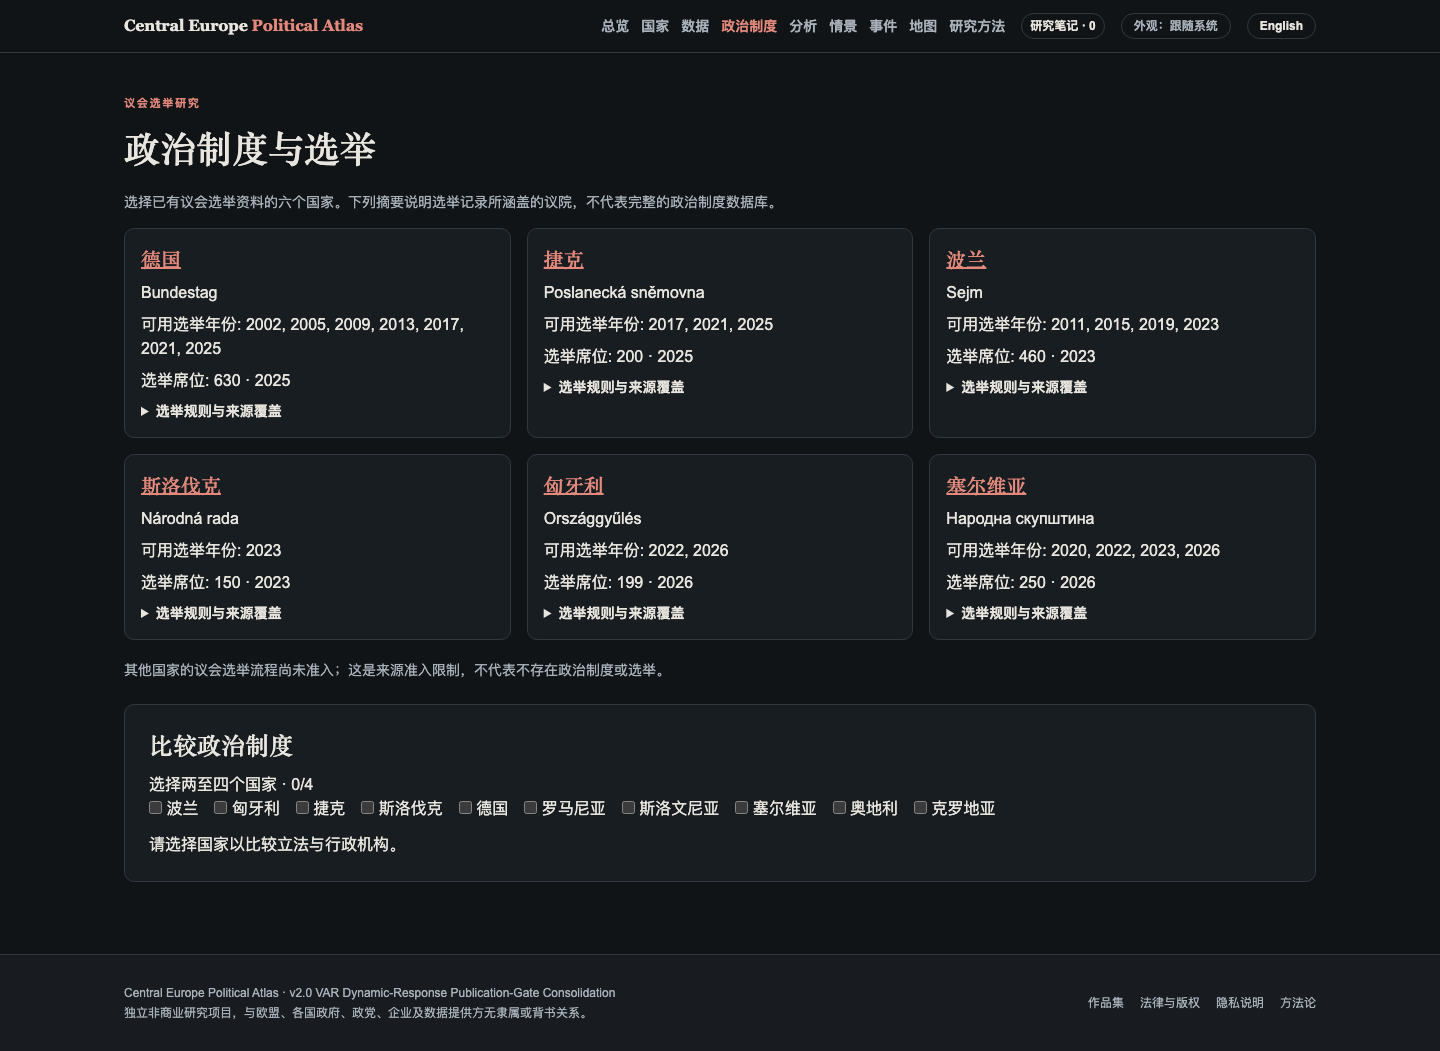 Central Europe Political Atlas
总览 国家 数据 政治制度 分析 情景 事件 地图 研究方法 研究笔记 · 0 外观：跟随系统 English
议会选举研究
政治制度与选举
选择已有议会选举资料的六个国家。下列摘要说明选举记录所涵盖的议院，不代表完整的政治制度数据库。
德国
Bundestag
可用选举年份: 2002, 2005, 2009, 2013, 2017,
2021, 2025
选举席位: 630 · 2025
▶ 选举规则与来源覆盖
捷克
Poslanecká sněmovna
可用选举年份: 2017, 2021, 2025
选举席位: 200 · 2025
▶ 选举规则与来源覆盖
波兰
Sejm
可用选举年份: 2011, 2015, 2019, 2023
选举席位: 460 · 2023
▶ 选举规则与来源覆盖
斯洛伐克
Národná rada
可用选举年份: 2023
选举席位: 150 · 2023
▶ 选举规则与来源覆盖
匈牙利
Országgyűlés
可用选举年份: 2022, 2026
选举席位: 199 · 2026
▶ 选举规则与来源覆盖
塞尔维亚
Народна скупштина
可用选举年份: 2020, 2022, 2023, 2026
选举席位: 250 · 2026
▶ 选举规则与来源覆盖
其他国家的议会选举流程尚未准入；这是来源准入限制，不代表不存在政治制度或选举。
比较政治制度
选择两至四个国家 · 0/4
波兰 匈牙利 捷克 斯洛伐克 德国 罗马尼亚 斯洛文尼亚 塞尔维亚 奥地利 克罗地亚
请选择国家以比较立法与行政机构。
Central Europe Political Atlas · v2.0 VAR Dynamic-Response Publication-Gate Consolidation
独立非商业研究项目，与欧盟、各国政府、政党、企业及数据提供方无隶属或背书关系。
作品集 法律与版权 隐私说明 方法论